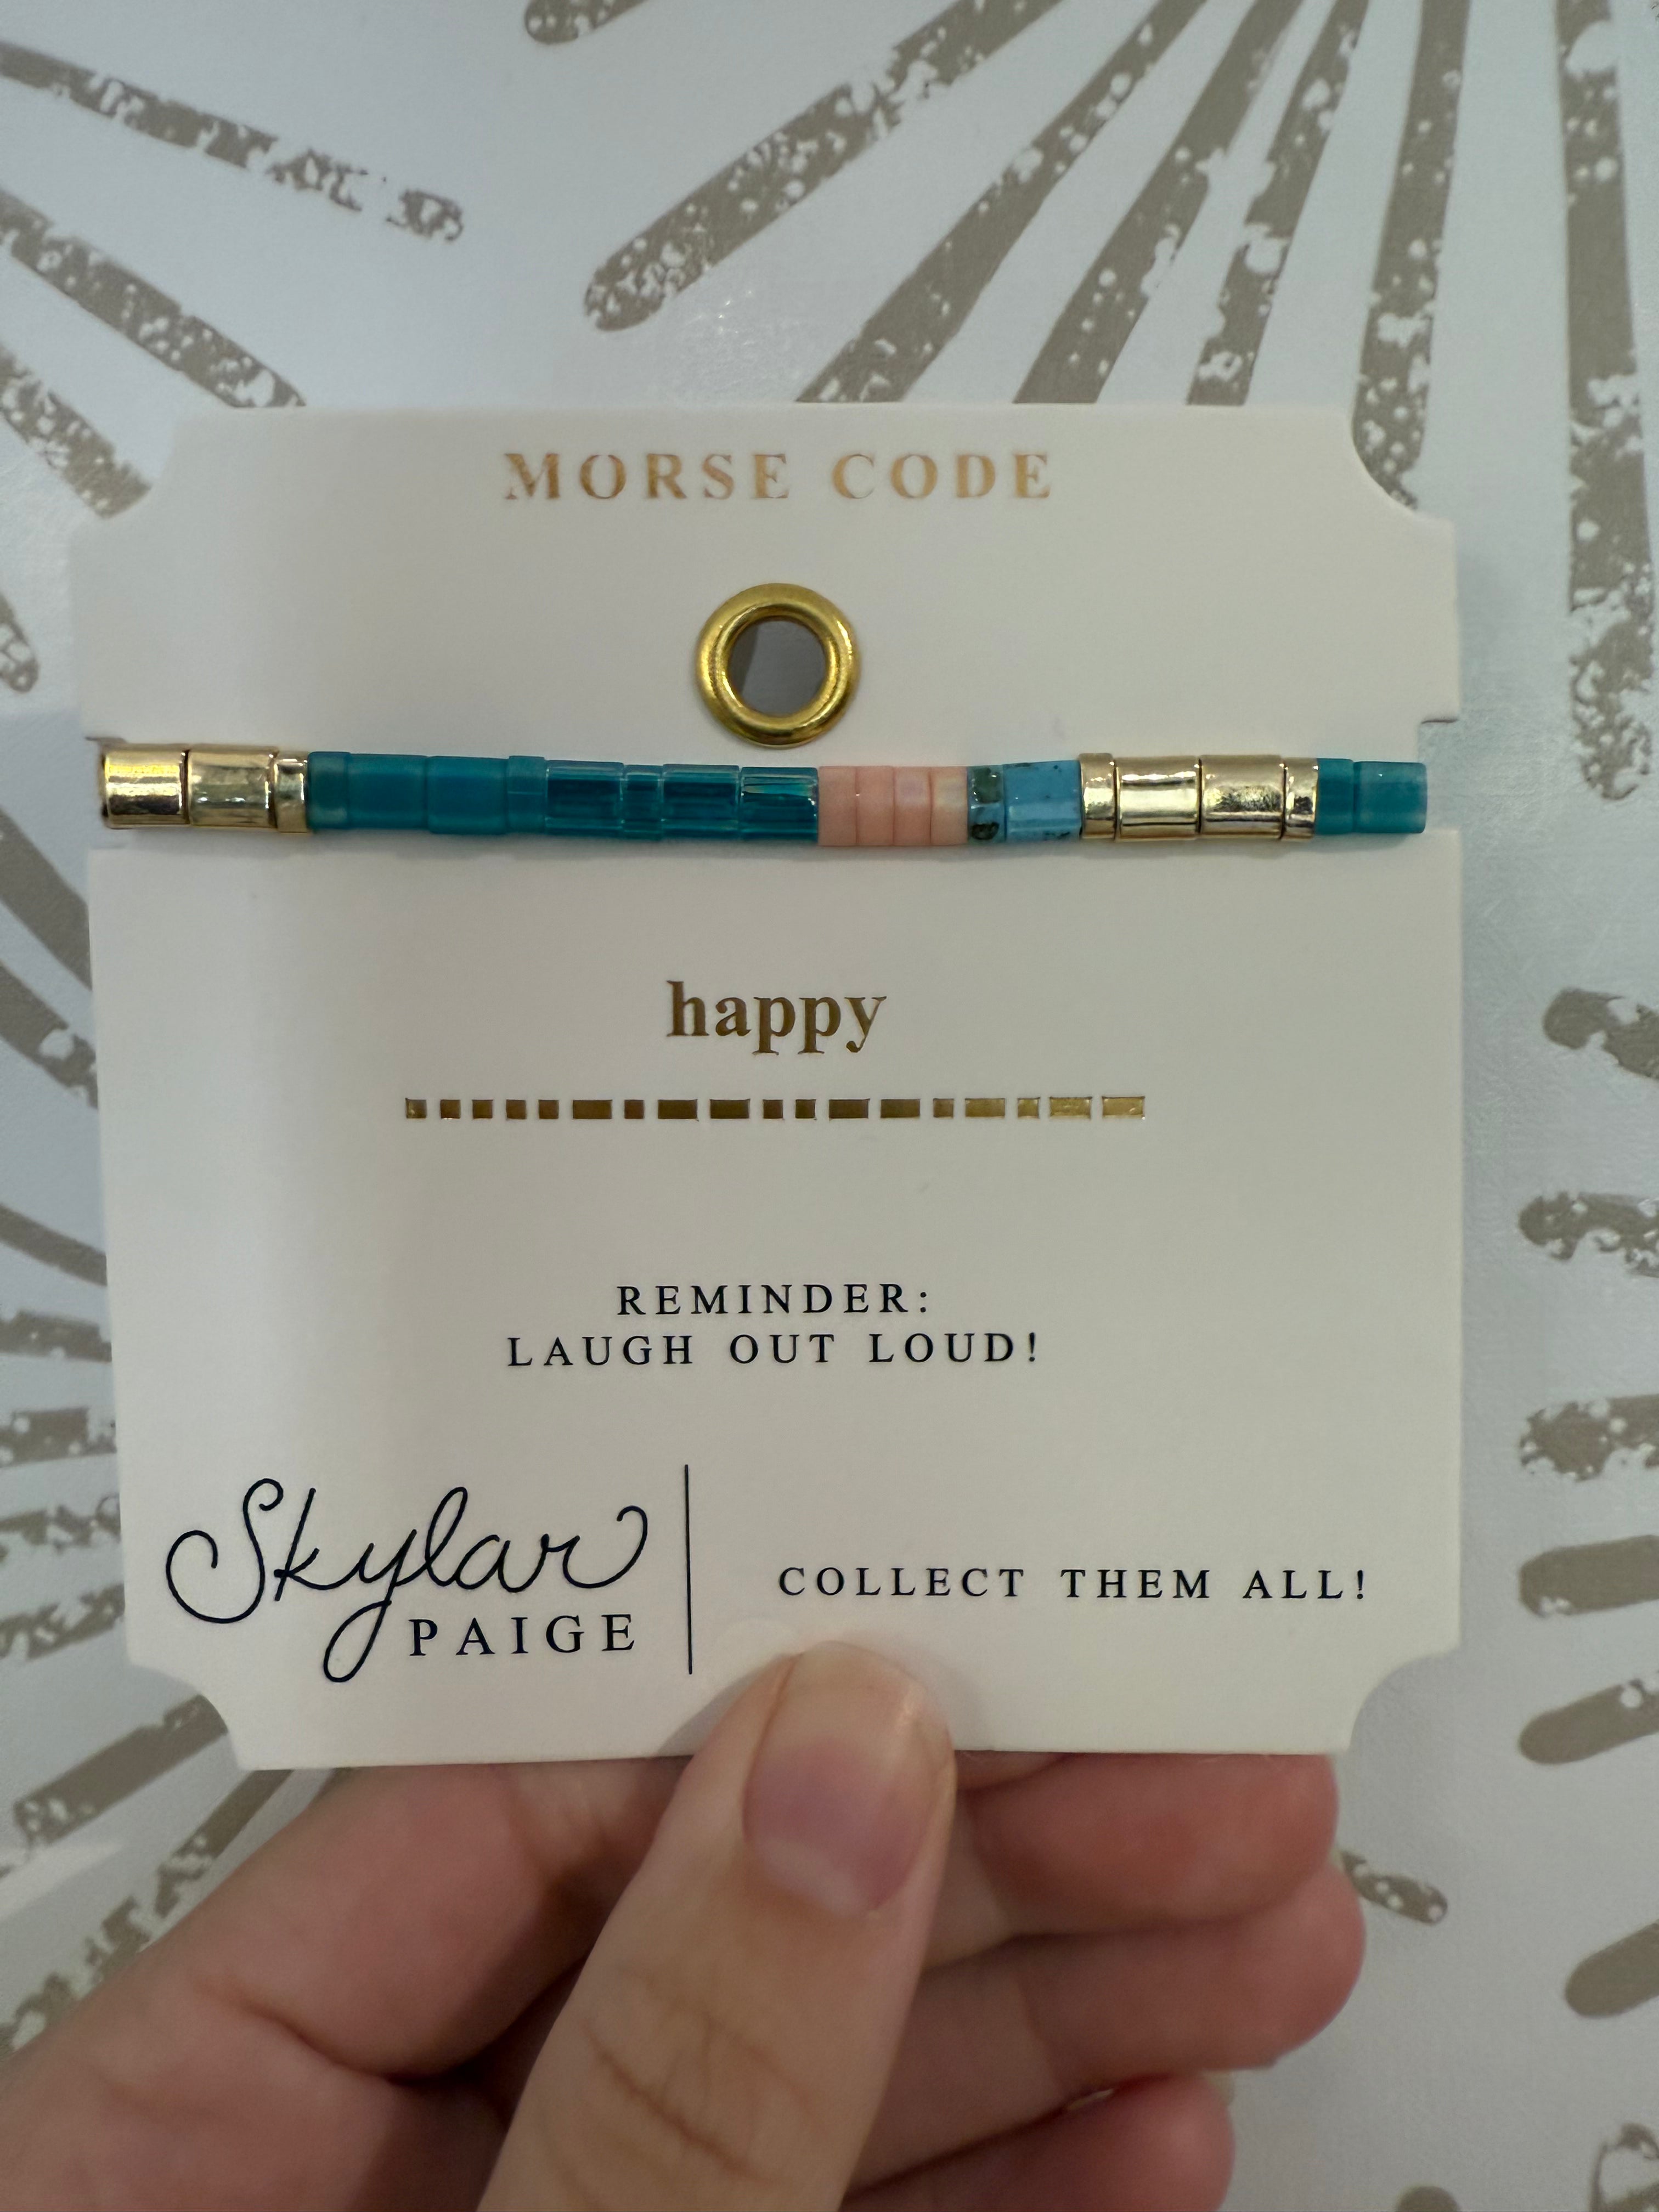 MORSE CODE
happy
REMINDER:
LAUGH OUT LOUD!
Skylar
PAIGE
COLLECT THEM ALL!